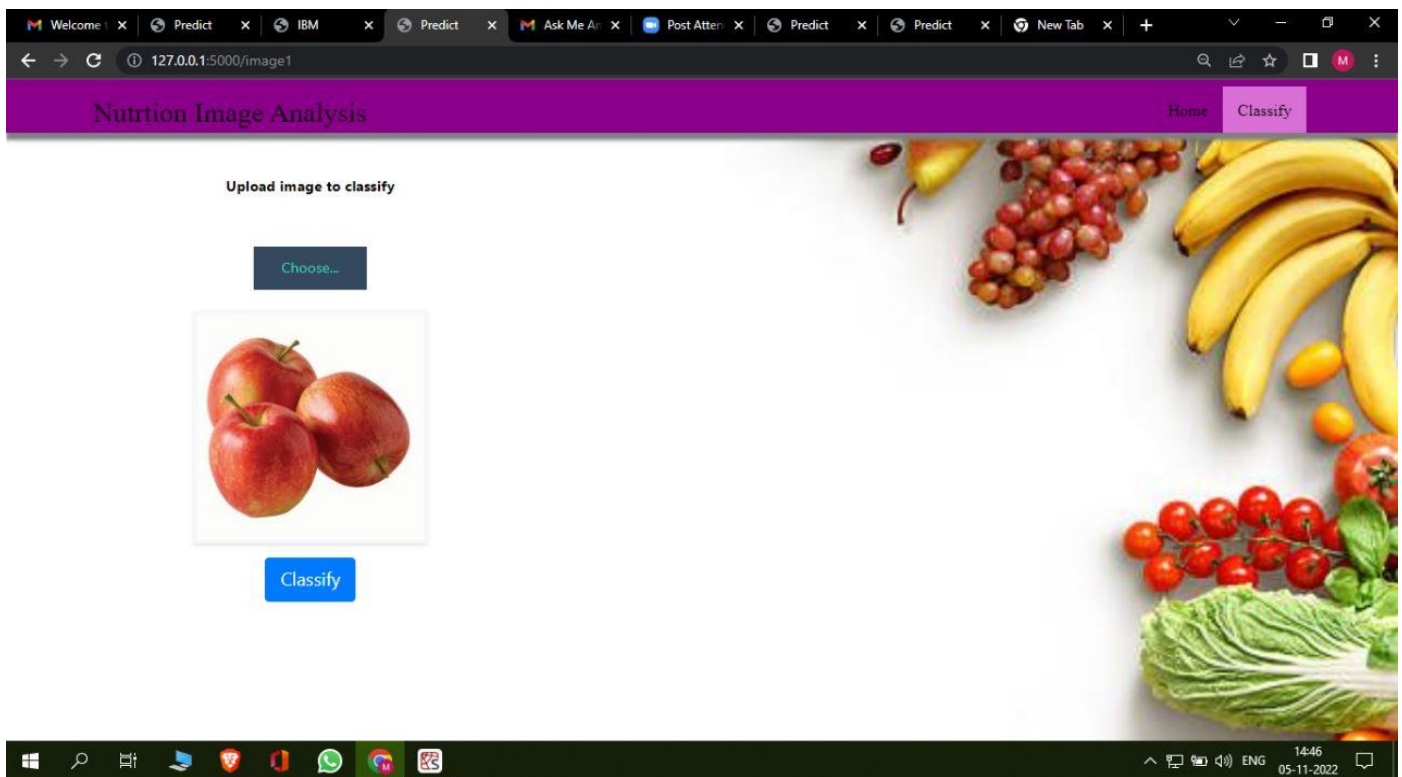 Welcome t
Predict
IBM
Predict
Ask Me An
Post Atten
Predict
Predict
New Tab
127.0.0.1:5000/image1
M
Nutrtion Image Analysis
Home
Classify
Upload image to classify
Choose...
Classify
ENG
14:46
05-11-2022